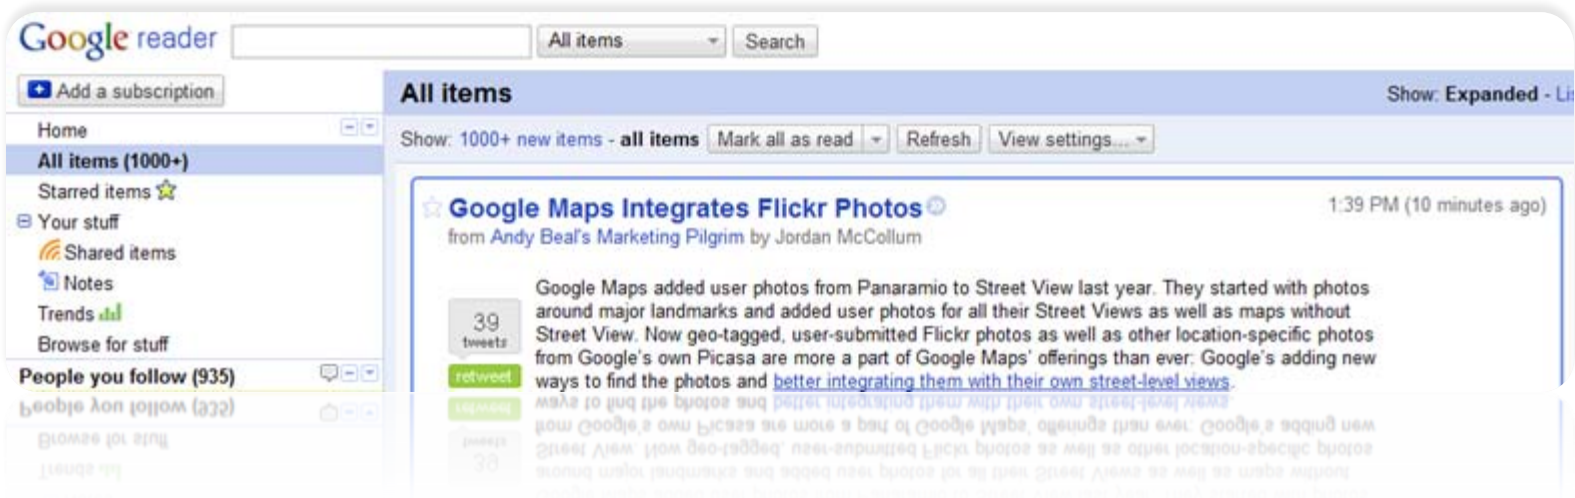 Google reader
All items
Search
Add a subscription
Home
All items (1000+)
Starred items
Your stuff
Shared items
Notes
Trends
Browse for stuff
People you follow (935)
All items
Show: Expanded - Li
Show: 1000+ new items - all items Mark all as read Refresh View settings...
Google Maps Integrates Flickr Photos
1:39 PM (10 minutes ago)
from Andy Beal's Marketing Pilgrim by Jordan McCollum
39
tweets
retweet
Google Maps added user photos from Panaramio to Street View last year. They started with photos
around major landmarks and added user photos for all their Street Views as well as maps without
Street View. Now geo-tagged, user-submitted Flickr photos as well as other location-specific photos
from Google's own Picasa are more a part of Google Maps' offerings than ever: Google's adding new
ways to find the photos and better integrating them with their own street-level views.